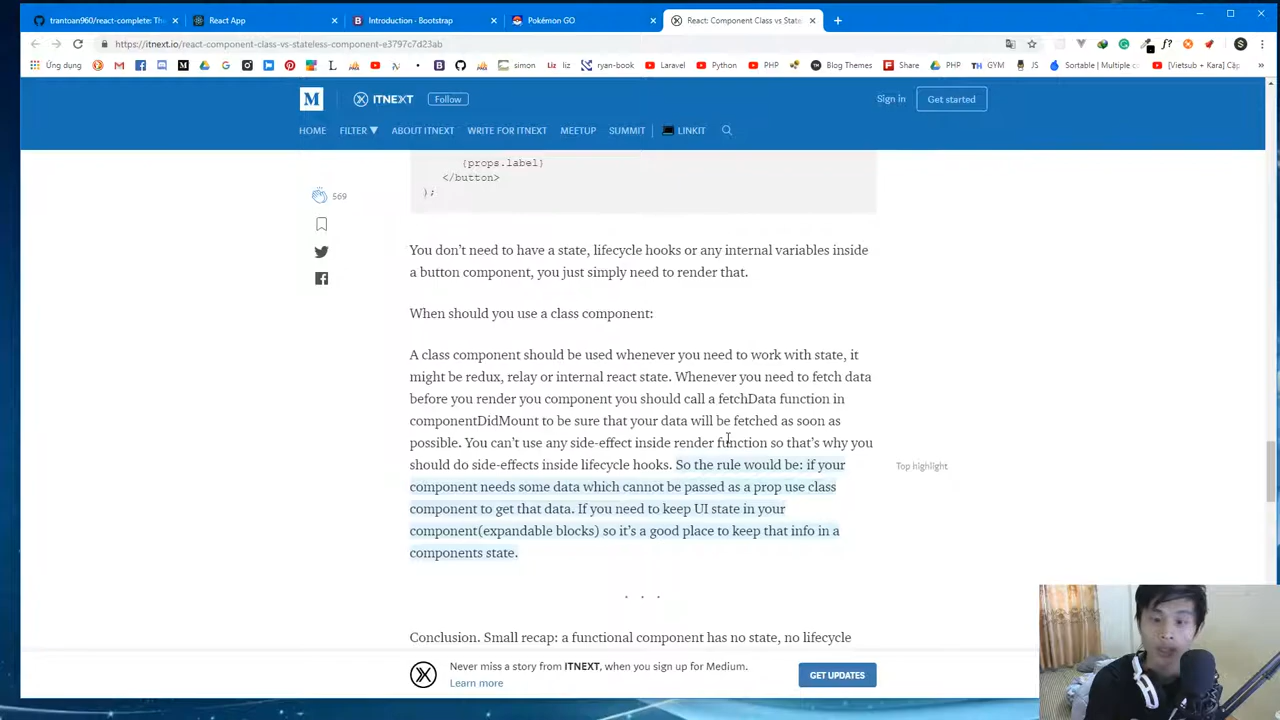 trantoan960/react-complete: Th
React App
Introduction · Bootstrap
Pokémon GO
React: Component Class vs State
https://itnext.io/react-component-class-vs-stateless-component-e3797c7d23ab
Ứng dụng
simon
liz
ryan-book
Laravel
Python
PHP
Blog Themes
Share
PHP
GYM
JS
Sortable | Multiple c
[Vietsub + Kara] Cặp
M
ITNEXT
Follow
Sign in
Get started
HOME
FILTER ▼
ABOUT ITNEXT
WRITE FOR ITNEXT
MEETUP
SUMMIT
LINKIT
{props.label}
</button>
);
569
You don’t need to have a state, lifecycle hooks or any internal variables inside
a button component, you just simply need to render that.
When should you use a class component:
A class component should be used whenever you need to work with state, it
might be redux, relay or internal react state. Whenever you need to fetch data
before you render you component you should call a fetchData function in
componentDidMount to be sure that your data will be fetched as soon as
possible. You can’t use any side-effect inside render function so that’s why you
should do side-effects inside lifecycle hooks. So the rule would be: if your
component needs some data which cannot be passed as a prop use class
component to get that data. If you need to keep UI state in your
component(expandable blocks) so it’s a good place to keep that info in a
components state.
Top highlight
. . .
Conclusion. Small recap: a functional component has no state, no lifecycle
Never miss a story from ITNEXT, when you sign up for Medium.
Learn more
GET UPDATES